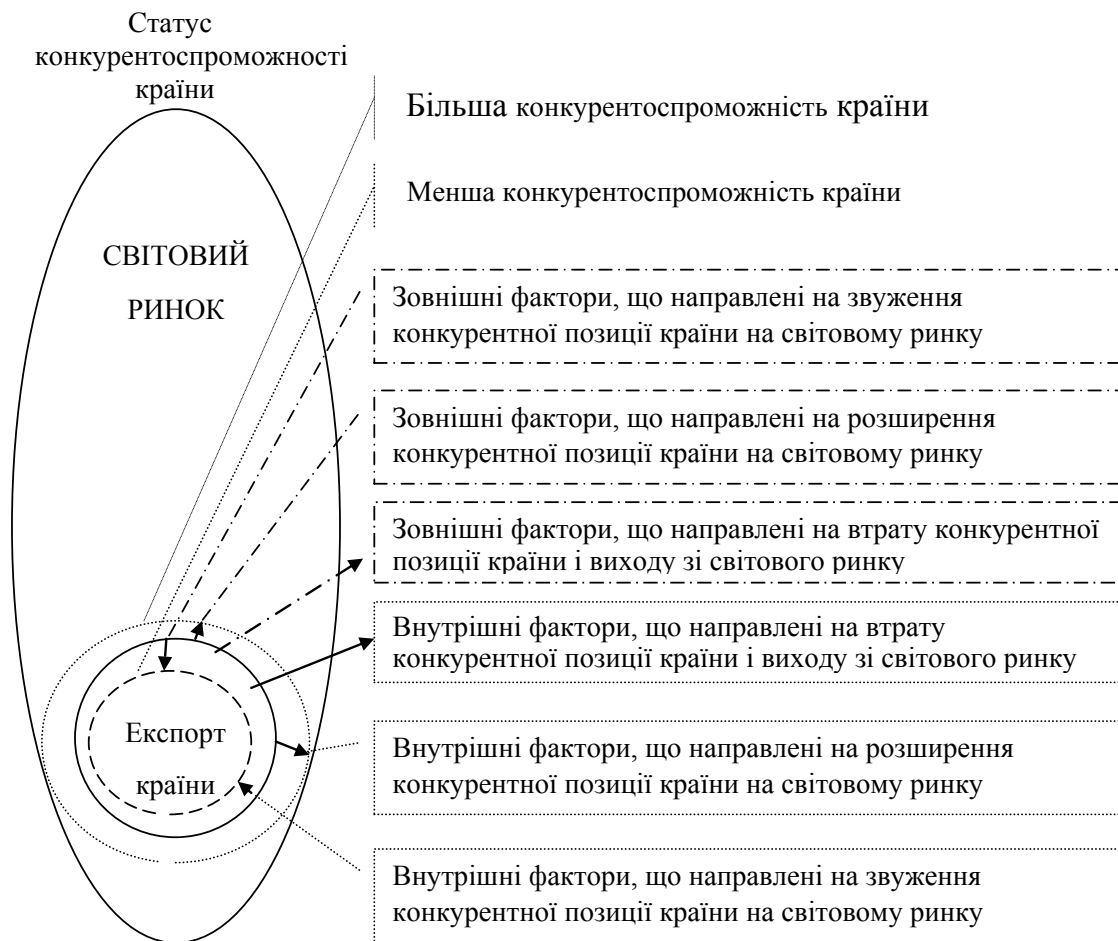 Статус
конкурентоспроможності
країни
Більша конкурентоспроможність країни
Менша конкурентоспроможність країни
СВІТОВИЙ
РИНОК
Зовнішні фактори, що направлені на звуження
конкурентної позиції країни на світовому ринку
Зовнішні фактори, що направлені на розширення
конкурентної позиції країни на світовому ринку
Зовнішні фактори, що направлені на втрату конкурентної
позиції країни і виходу зі світового ринку
Внутрішні фактори, що направлені на втрату
конкурентної позиції країни і виходу зі світового ринку
Експорт
країни
Внутрішні фактори, що направлені на розширення
конкурентної позиції країни на світовому ринку
Внутрішні фактори, що направлені на звуження
конкурентної позиції країни на світовому ринку